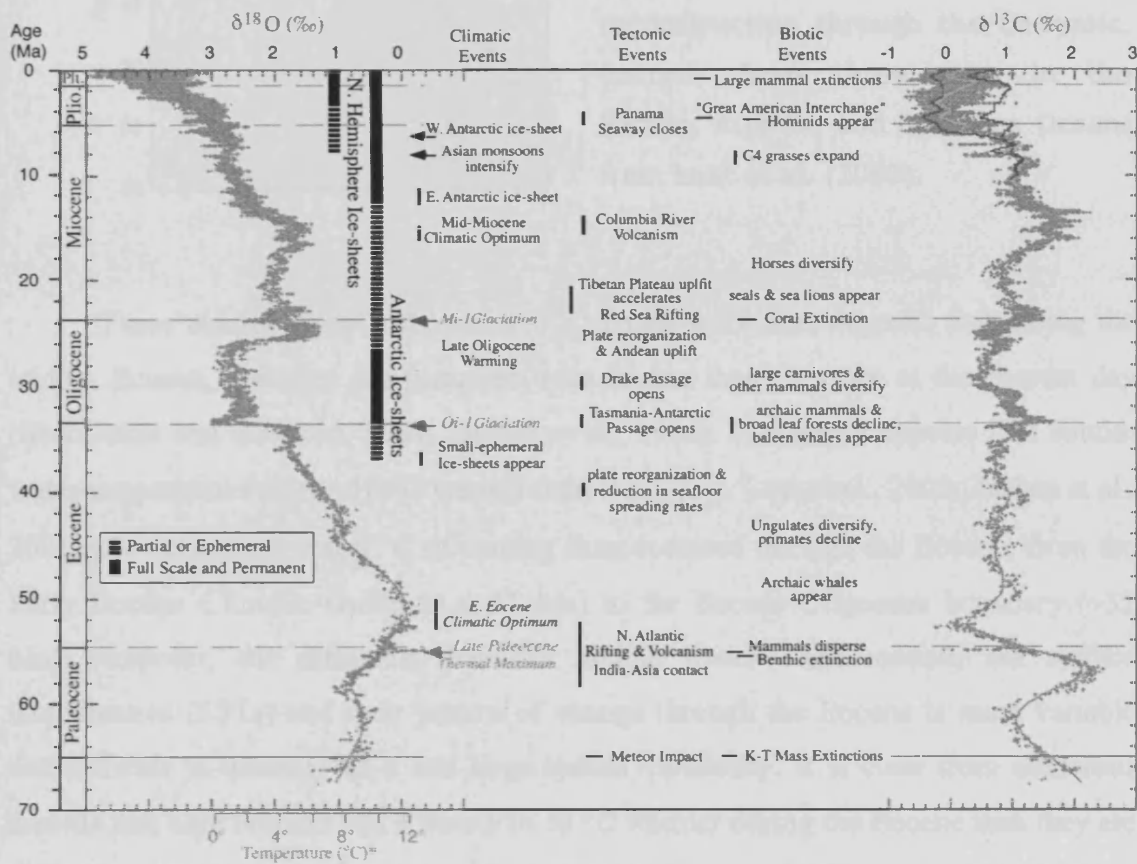 Age
(Ma)
δ18O (‰)
5 4 3 2 1 0
Climatic
Events
Tectonic
Events
Biotic
Events
δ13C (‰)
-1 0 1 2 3
0
10
20
30
40
50
60
70
Plt.
Plio.
Miocene
Oligocene
Eocene
Paleocene
N. Hemisphere Ice-sheets
Antarctic Ice-sheets
W. Antarctic ice-sheet
Asian monsoons
intensify
E. Antarctic ice-sheet
Mid-Miocene
Climatic Optimum
Mi-1Glaciation
Late Oligocene
Warming
Oi-1 Glaciation
Small-ephemeral
Ice-sheets appear
E. Eocene
Climatic Optimum
Late Paleocene
Thermal Maximum
Panama
Seaway closes
Columbia River
Volcanism
Tibetan Plateau uplfit
accelerates
Red Sea Rifting
Plate reorganization
& Andean uplift
Drake Passage
opens
Tasmania-Antarctic
Passage opens
plate reorganization &
reduction in seafloor
spreading rates
N. Atlantic
Rifting & Volcanism
India-Asia contact
Meteor Impact
Large mammal extinctions
"Great American Interchange"
Hominids appear
C-4 grasses expand
Horses diversify
seals & sea lions appear
Coral Extinction
large carnivores &
other mammals diversify
archaic mammals &
broad leaf forests decline,
baleen whales appear
Ungulates diversify,
primates decline
Archaic whales
appear
Mammals disperse
Benthic extinction
K-T Mass Extinctions
Partial or Ephemeral
Full Scale and Permanent
0° 4° 8° 12°
Temperature (°C)*